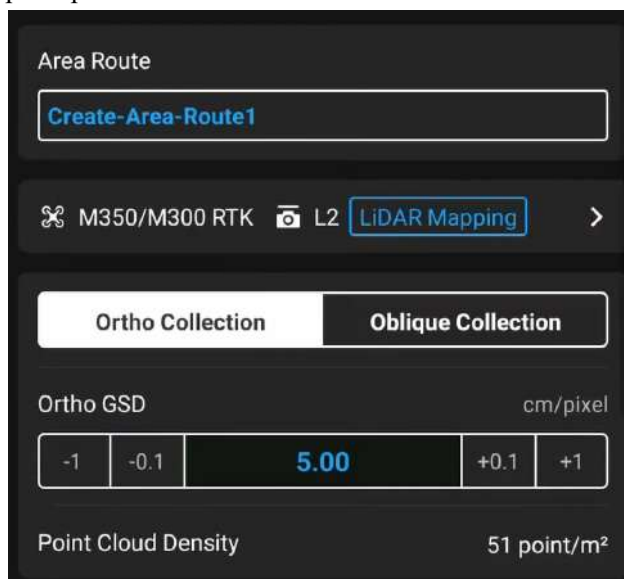 Area Route
Create-Area-Route1
M350/M300 RTK L2 LiDAR Mapping >
Ortho Collection Oblique Collection
Ortho GSD cm/pixel
-1 -0.1 5.00 +0.1 +1
Point Cloud Density 51 point/m²